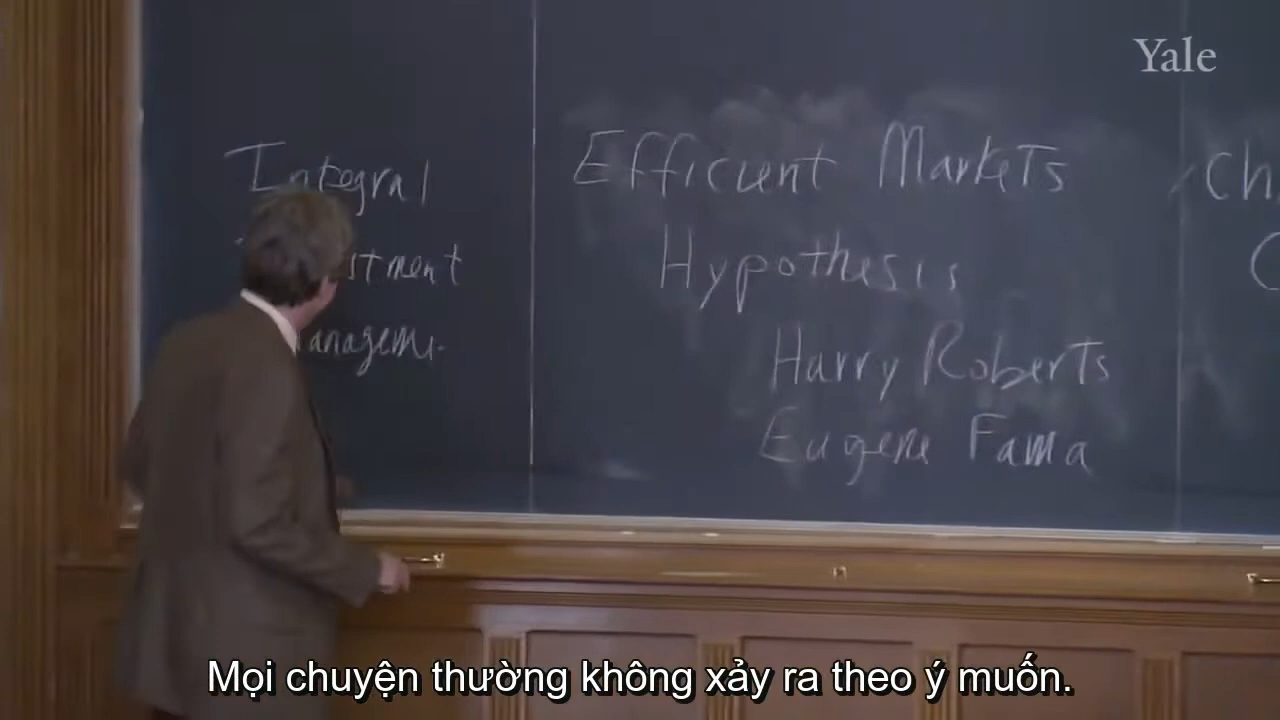 Yale
Integral
stment
anagem
Efficient Markets
Hypothesis
Harry Roberts
Eugene Fama
Ch
C
Mọi chuyện thường không xảy ra theo ý muốn.